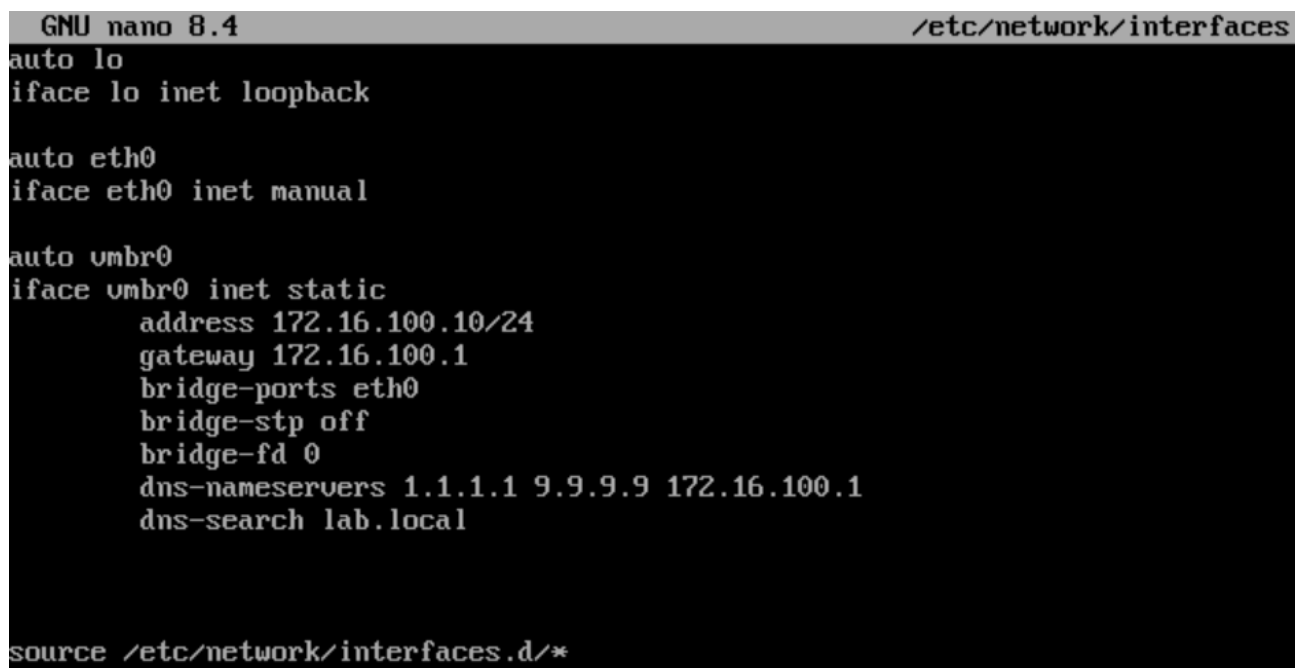 GNU nano 8.4 /etc/network/interfaces
auto lo
iface lo inet loopback
auto eth0
iface eth0 inet manual
auto vmbr0
iface vmbr0 inet static
address 172.16.100.10/24
gateway 172.16.100.1
bridge-ports eth0
bridge-stp off
bridge-fd 0
dns-nameservers 1.1.1.1 9.9.9.9 172.16.100.1
dns-search lab.local
source /etc/network/interfaces.d/*